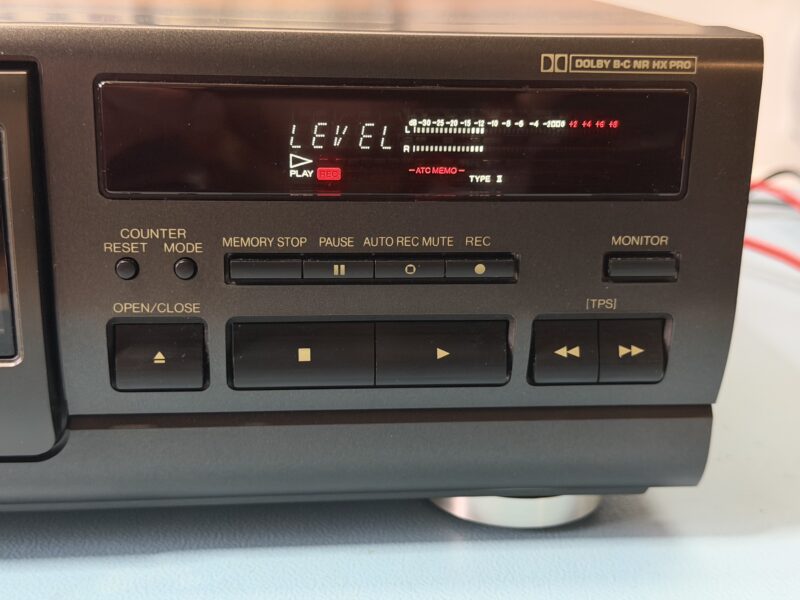 DOLBY B·C NR HX PRO
LEVEL
dB -30 -25 -20 -15 -12 -10 -8 -6 -4 -2 0 +2 +4 +6 +8
L
R
PLAY REC
ATC MEMO
TYPE II
COUNTER
RESET MODE
MEMORY STOP PAUSE AUTO REC MUTE REC
MONITOR
OPEN/CLOSE
[TPS]